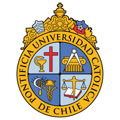 PONTIFICIA UNIVERSIDAD CATOLICA
DE CHILE